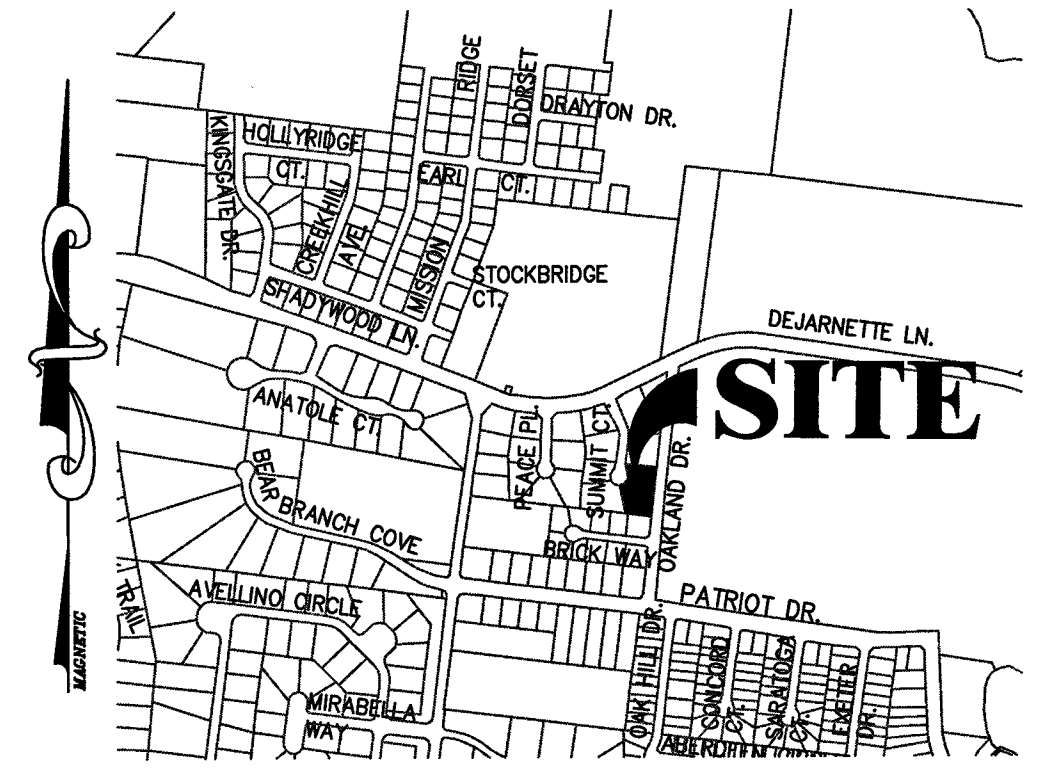 RIDGE
DORSET
DRAYTON DR.
KINGSGATE DR.
HOLLYRIDGE
CT.
EARL CT.
CREEKHILL
AVE.
MISSION
STOCKBRIDGE
CT.
SHADYWOOD LN.
DEJARNETTE LN.
SITE
ANATOLE CT.
PEACE PL.
SUMMIT CT.
OAKLAND DR.
BEAR BRANCH COVE
BRICK WAY
TRAIL
AVELLINO CIRCLE
PATRIOT DR.
MAGNETIC
OAK HILL DR.
CONCORD
CT.
SARATOGA
CT.
EXETER
DR.
MIRABELLA
WAY
ABERDEEN